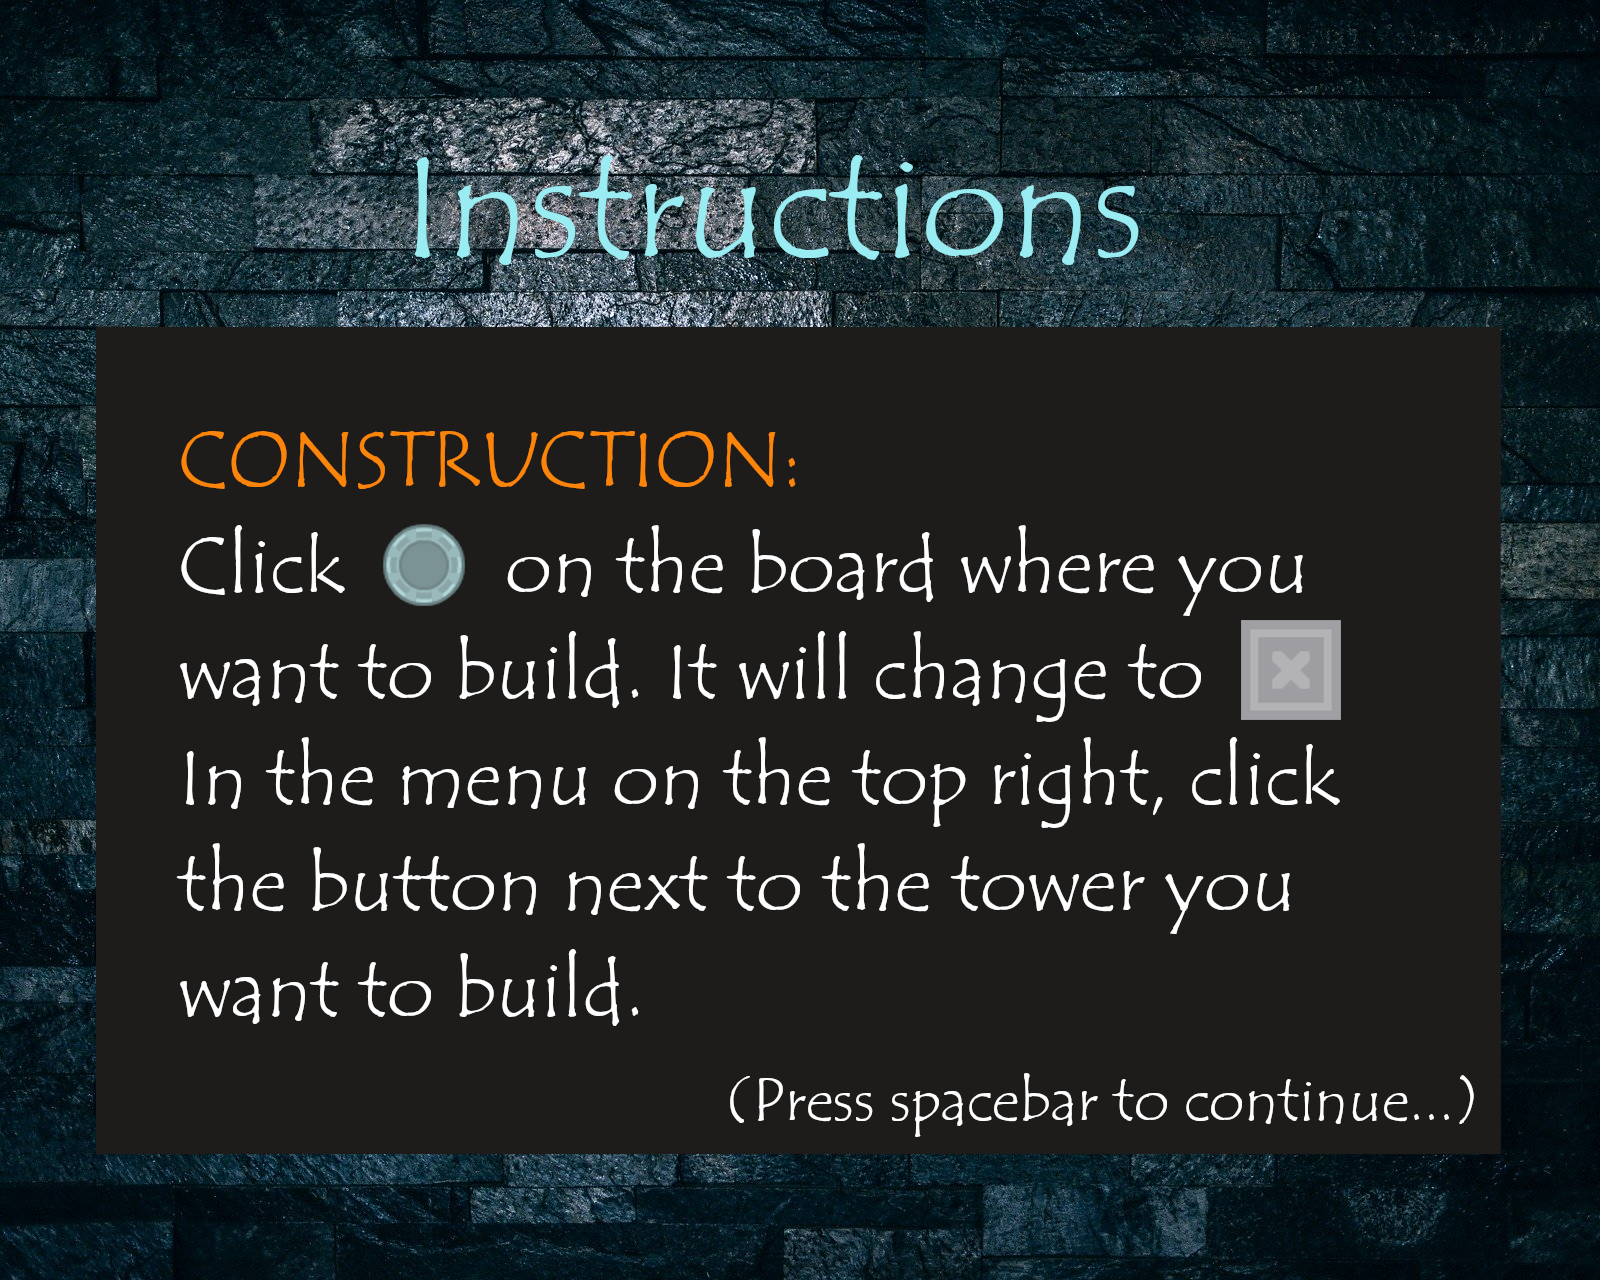 Instructions
CONSTRUCTION:
Click on the board where you
want to build. It will change to
In the menu on the top right, click
the button next to the tower you
want to build.
(Press spacebar to continue...)